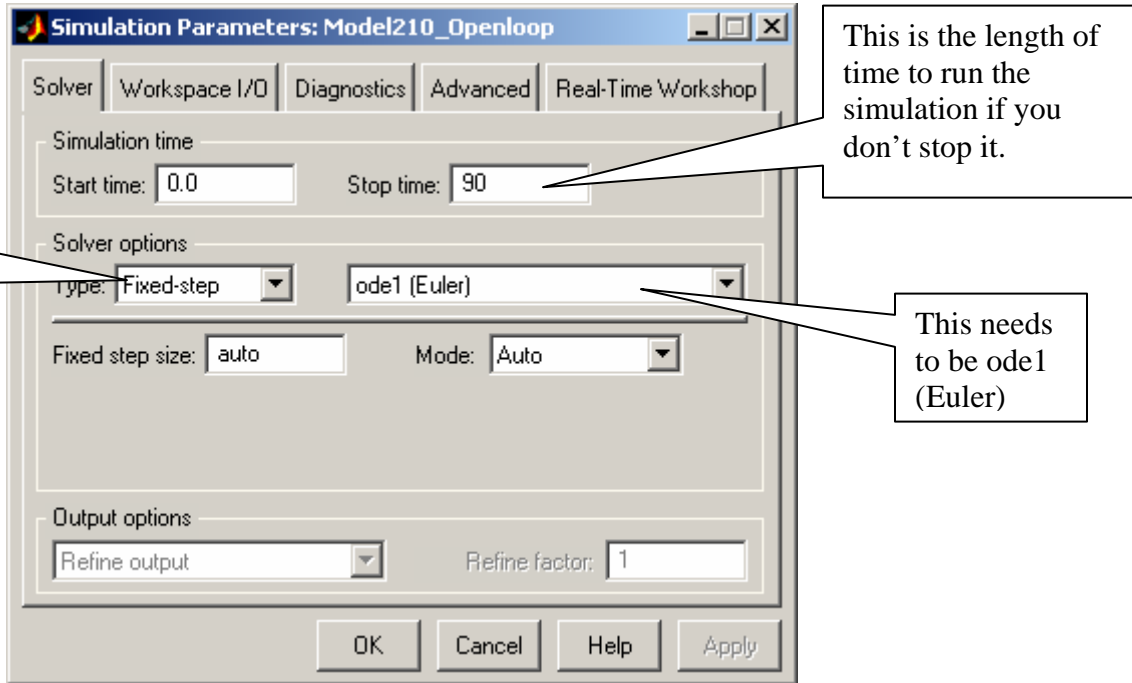 Simulation Parameters: Model210_Openloop
This is the length of
time to run the
simulation if you
don’t stop it.
Solver Workspace I/O Diagnostics Advanced Real-Time Workshop
Simulation time
Start time: 0.0 Stop time: 90
Solver options
Type: Fixed-step ode1 (Euler)
This needs
to be ode1
(Euler)
Fixed step size: auto Mode: Auto
Output options
Refine output Refine factor: 1
OK Cancel Help Apply